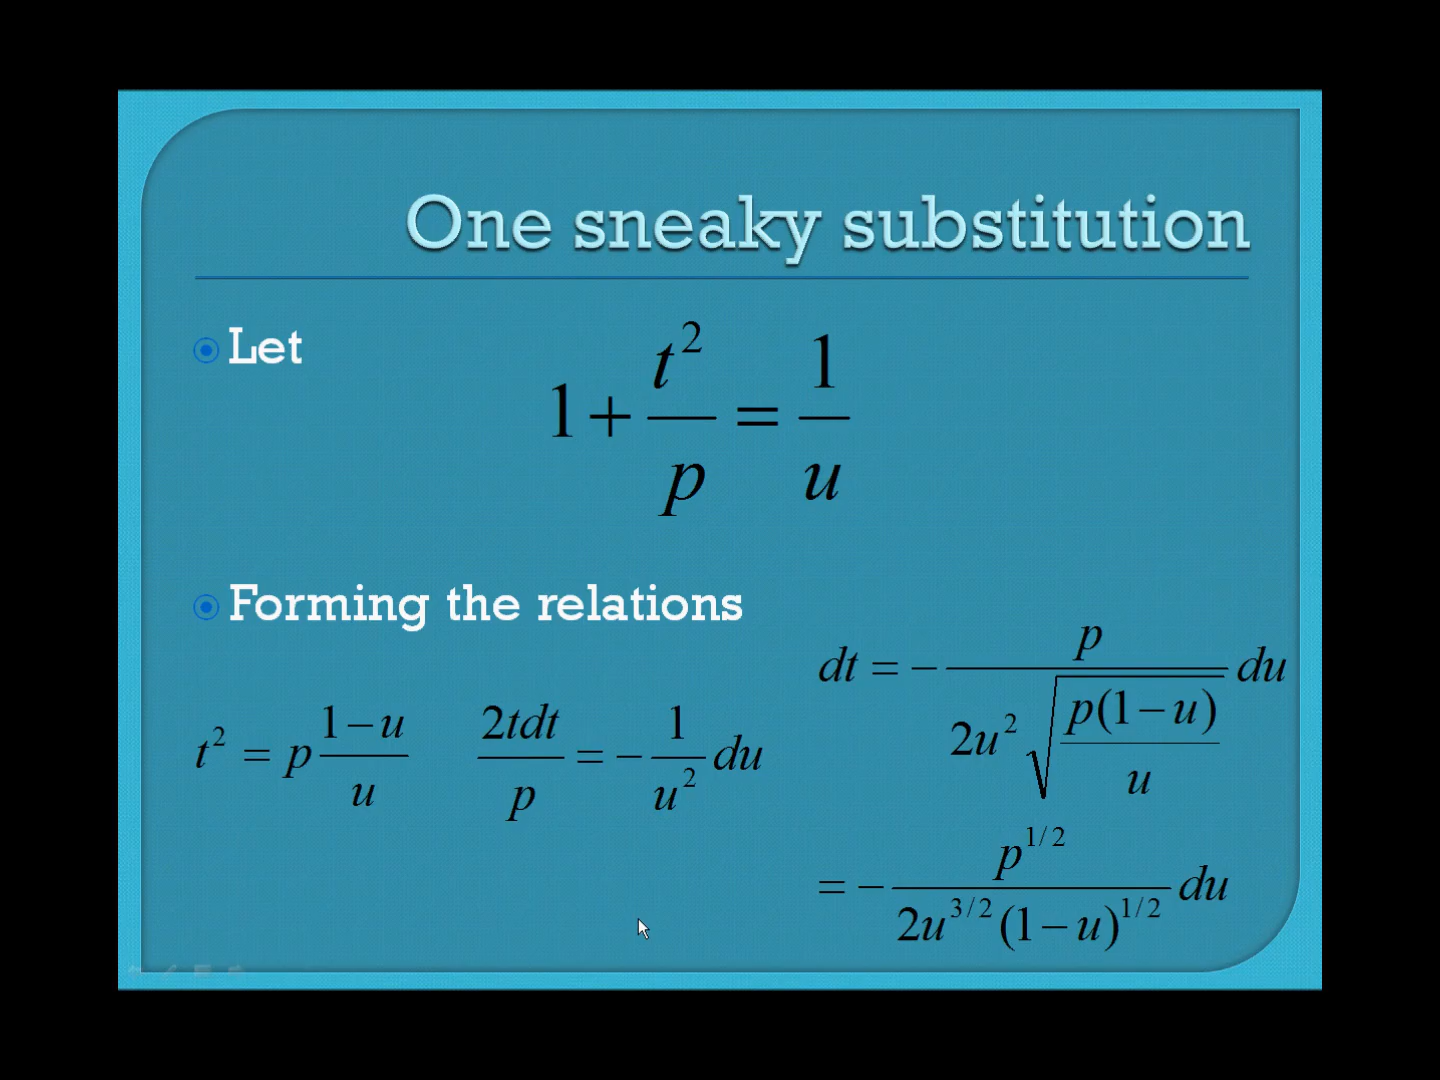 One sneaky substitution
Let
1 + t²/p = 1/u
Forming the relations
t² = p (1−u)/u
2tdt/p = − 1/u² du
dt = − p/(2u² √(p(1−u)/u)) du
= − p^{1/2}/(2u^{3/2}(1−u)^{1/2}) du